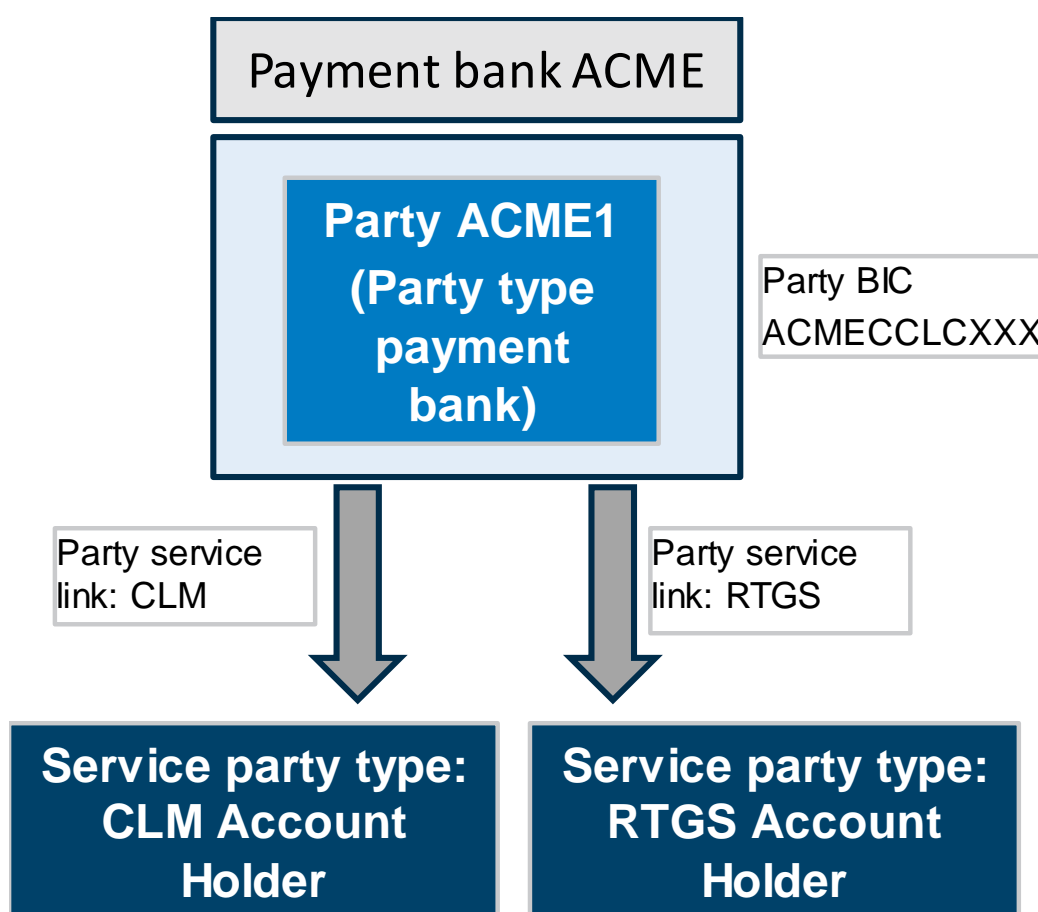 Payment bank ACME
Party ACME1
(Party type
payment
bank)
Party BIC
ACMECCLCXXX
Party service
link: CLM
Party service
link: RTGS
Service party type:
CLM Account
Holder
Service party type:
RTGS Account
Holder